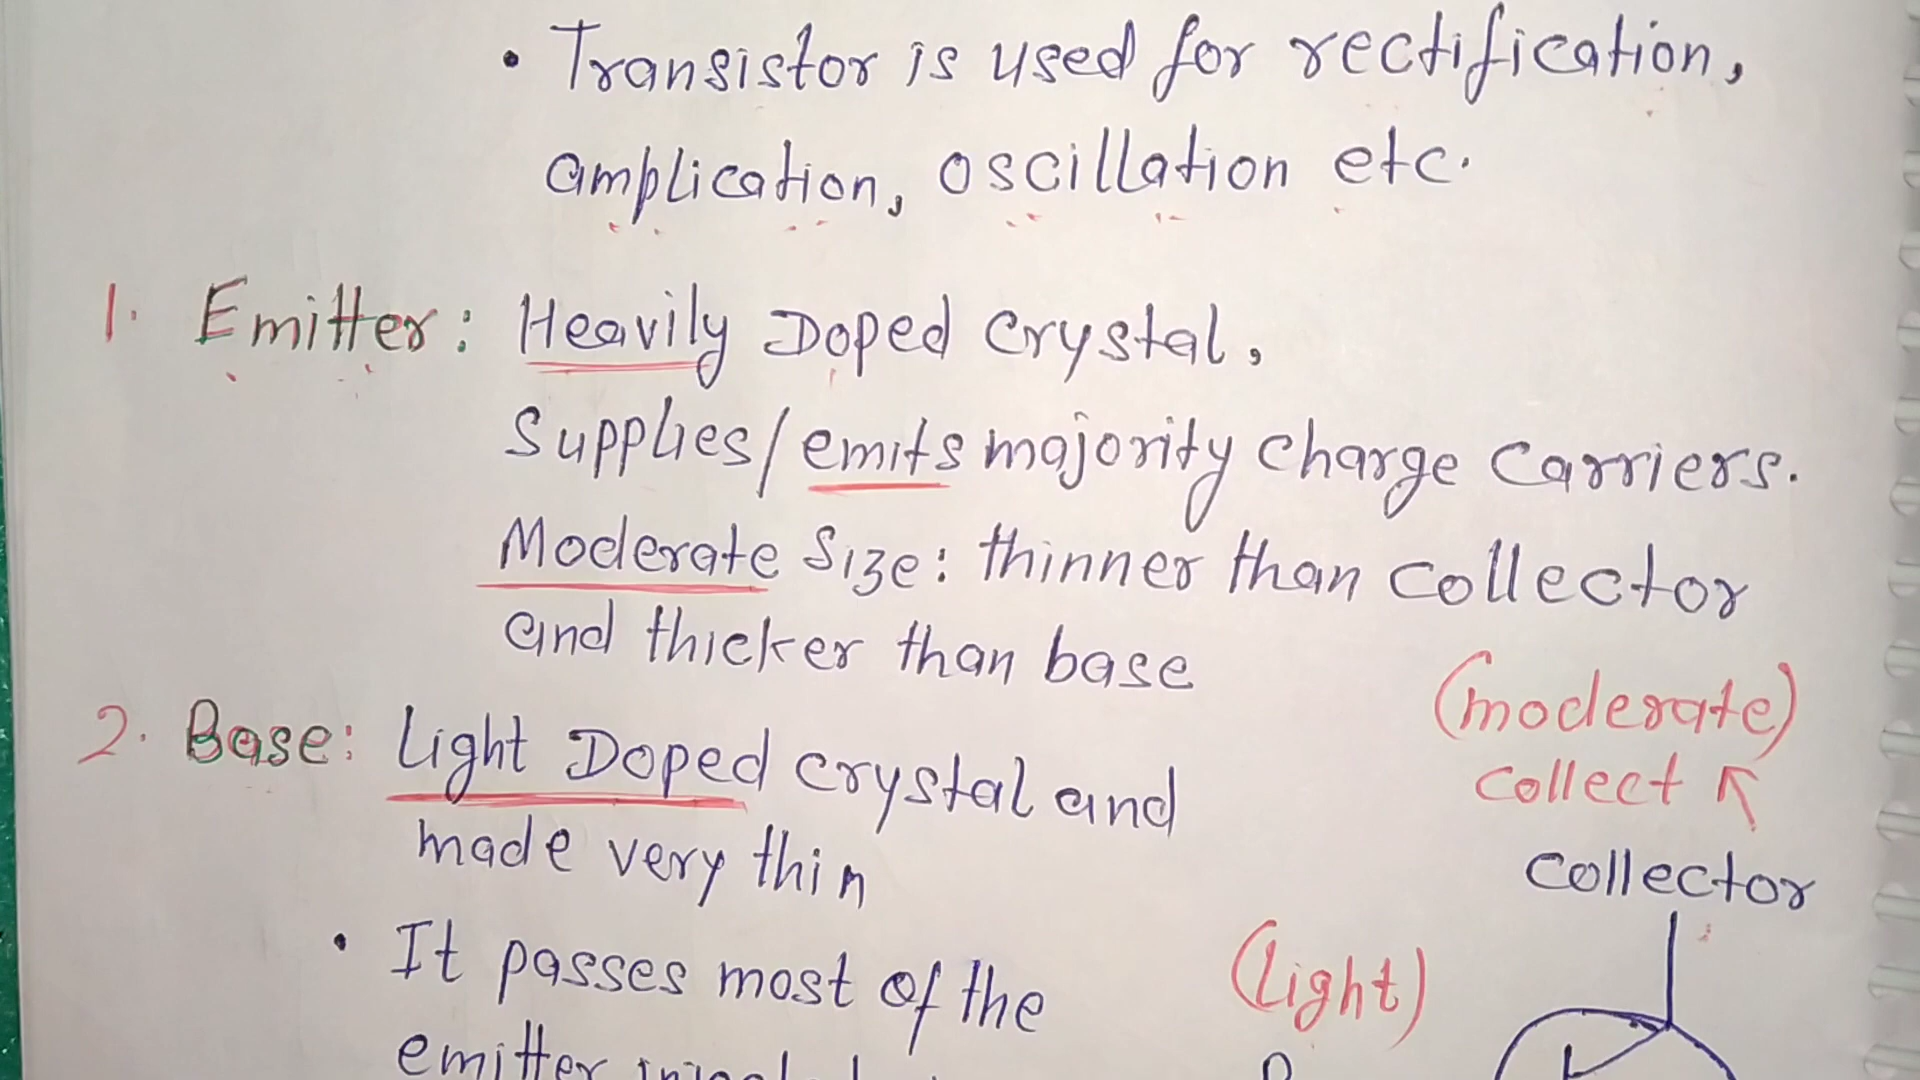 • Transistor is used for rectification,
amplication, oscillation etc.
1. Emitter: Heavily Doped crystal,
Supplies/emits majority charge carriers.
Moderate size: thinner than collector
and thicker than base
2. Base: Light Doped crystal and
made very thin
(moderate)
collect
collector
• It passes most of the
(Light)
emitter